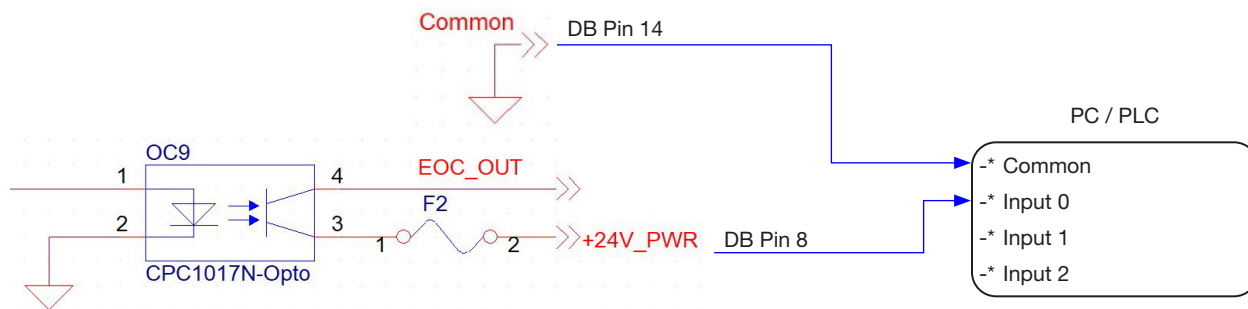 Common
DB Pin 14
PC / PLC
OC9
-* Common
1
4
EOC_OUT
-* Input 0
F2
2
3
1
2
+24V_PWR
DB Pin 8
-* Input 1
CPC1017N-Opto
-* Input 2